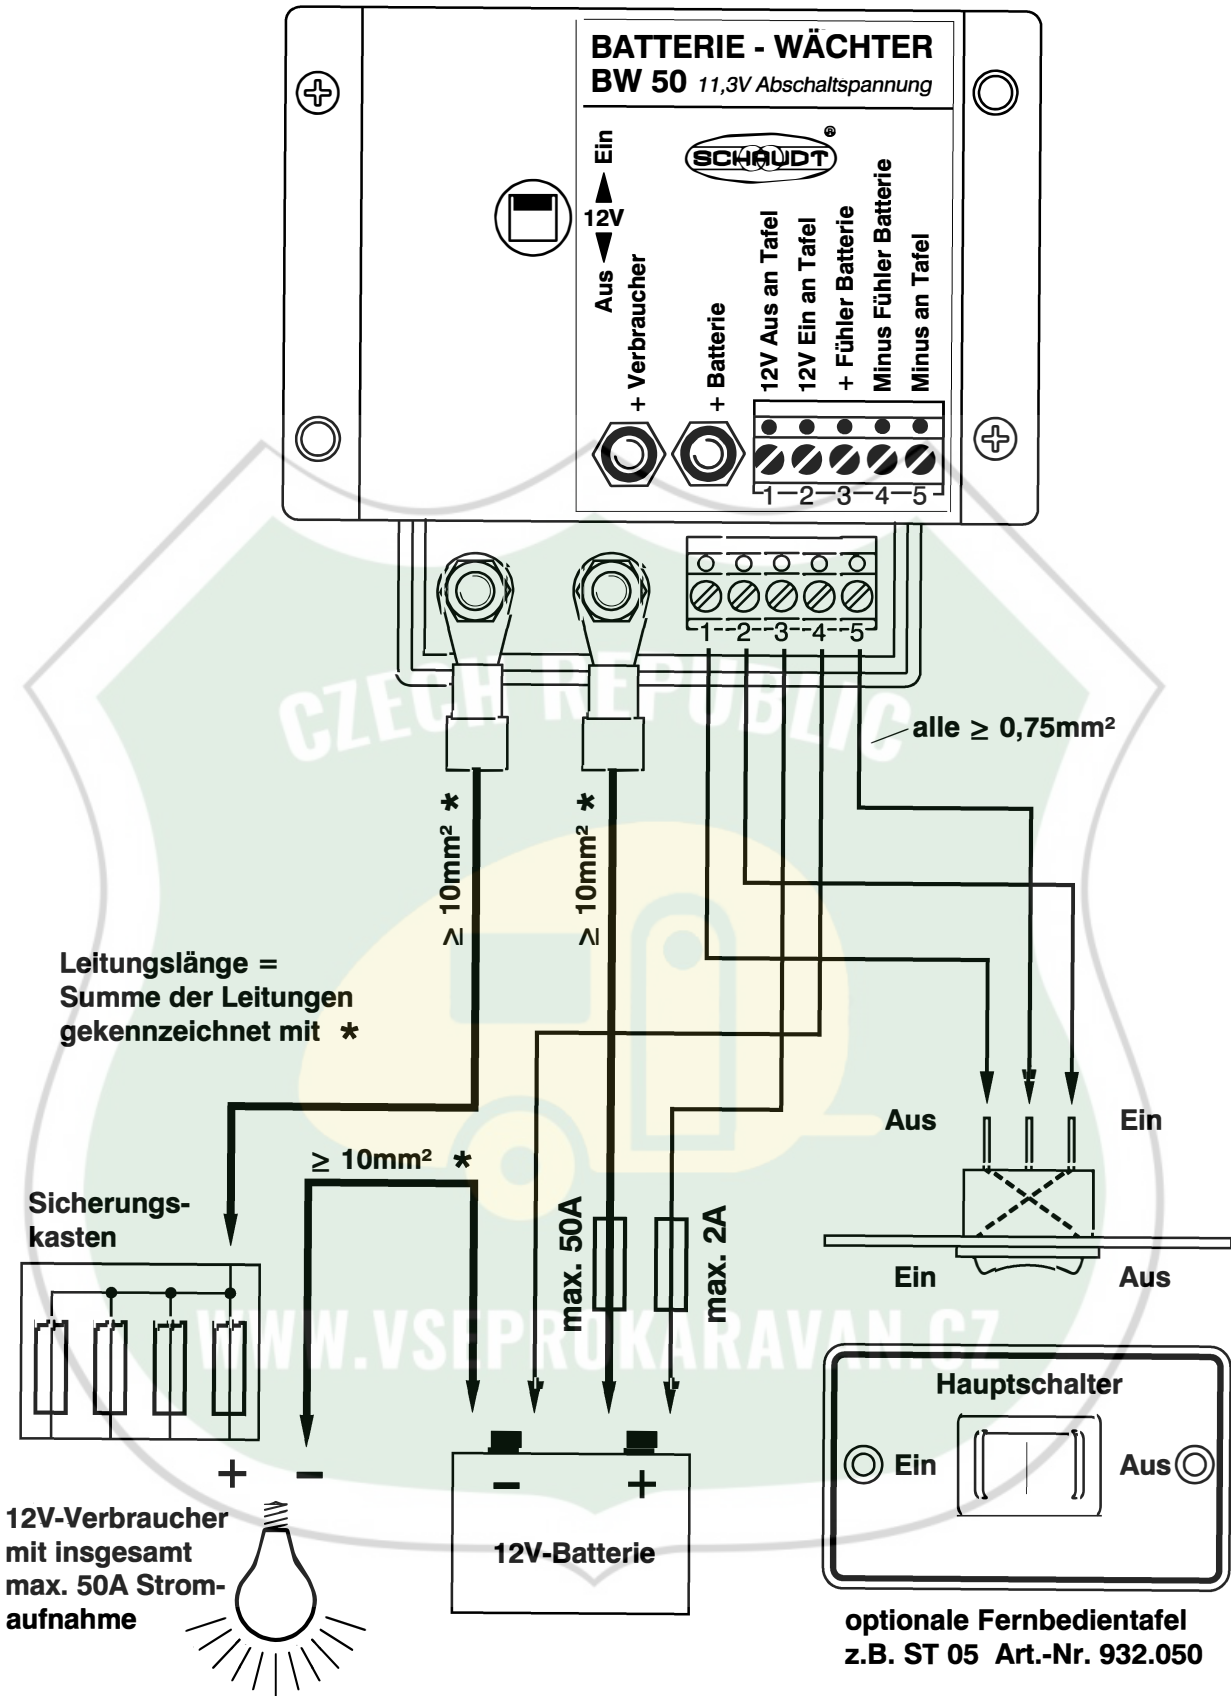 BATTERIE - WÄCHTER
BW 50 11,3V Abschaltspannung
SCHAUDT ®
Ein
12V
Aus
+ Verbraucher
+ Batterie
12V Aus an Tafel
12V Ein an Tafel
+ Fühler Batterie
Minus Fühler Batterie
Minus an Tafel
1 2 3 4 5
1 2 3 4 5
CZECH REPUBLIC
alle ≥ 0,75mm²
≥ 10mm² *
≥ 10mm² *
Leitungslänge =
Summe der Leitungen
gekennzeichnet mit *
≥ 10mm² *
Aus
Ein
Sicherungs-
kasten
max. 50A
max. 2A
Ein
Aus
WWW.VSEPROKARAVAN.CZ
Hauptschalter
Ein
Aus
+ −
− +
12V-Batterie
12V-Verbraucher
mit insgesamt
max. 50A Strom-
aufnahme
optionale Fernbedientafel
z.B. ST 05 Art.-Nr. 932.050